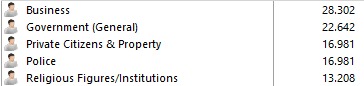 Business 28.302
Government (General) 22.642
Private Citizens & Property 16.981
Police 16.981
Religious Figures/Institutions 13.208